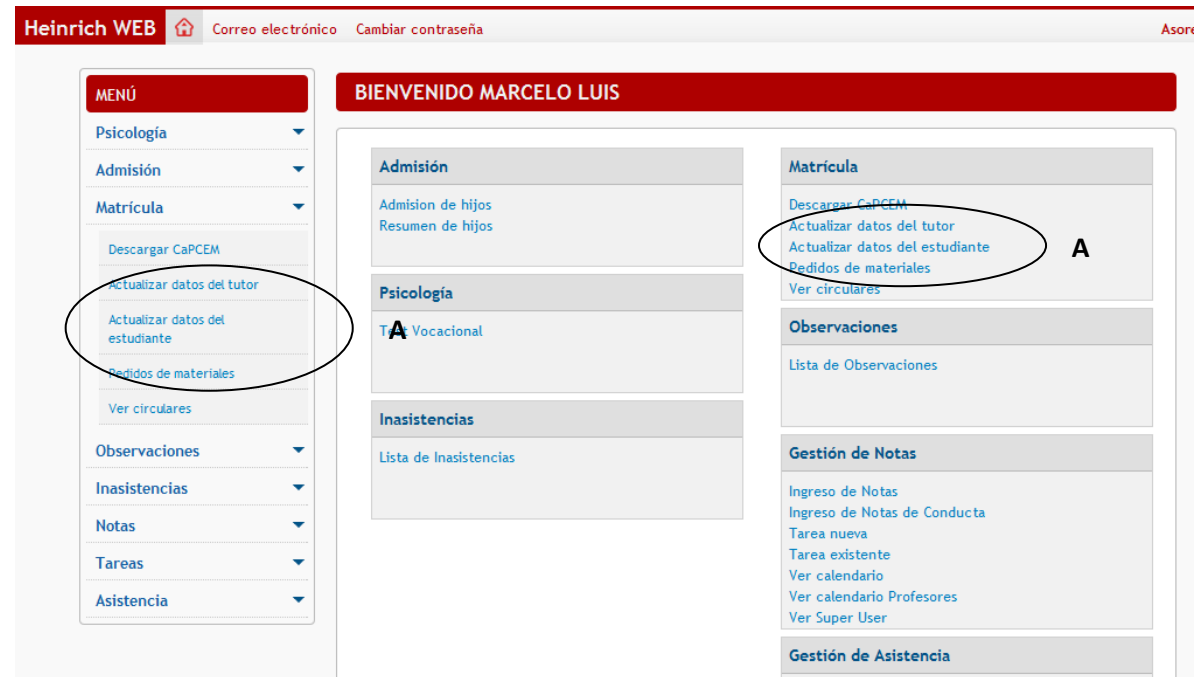 Heinrich WEB Correo electrónico Cambiar contraseña Asore
MENÚ
Psicología
Admisión
Matrícula
Descargar CaPCEM
Actualizar datos del tutor
Actualizar datos del
estudiante
Pedidos de materiales
Ver circulares
Observaciones
Inasistencias
Notas
Tareas
Asistencia
A
BIENVENIDO MARCELO LUIS
Admisión
Admision de hijos
Resumen de hijos
Psicología
Test Vocacional
Inasistencias
Lista de Inasistencias
Matrícula
Descargar CaPCEM
Actualizar datos del tutor
Actualizar datos del estudiante
Pedidos de materiales
Ver circulares
A
Observaciones
Lista de Observaciones
Gestión de Notas
Ingreso de Notas
Ingreso de Notas de Conducta
Tarea nueva
Tarea existente
Ver calendario
Ver calendario Profesores
Ver Super User
Gestión de Asistencia